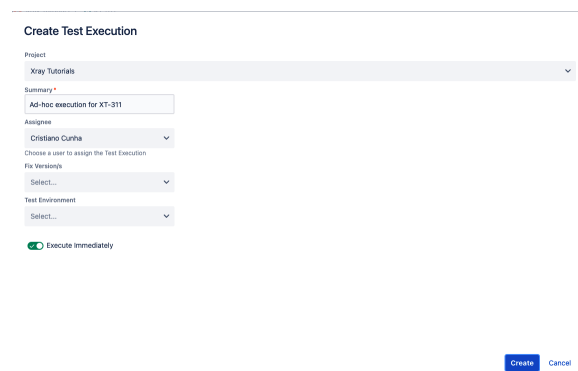 Create Test Execution
Project
Xray Tutorials
Summary*
Ad-hoc execution for XT-311
Assignee
Cristiano Cunha
Choose a user to assign the Test Execution
Fix Version/s
Select...
Test Environment
Select...
Execute Immediately
Create Cancel